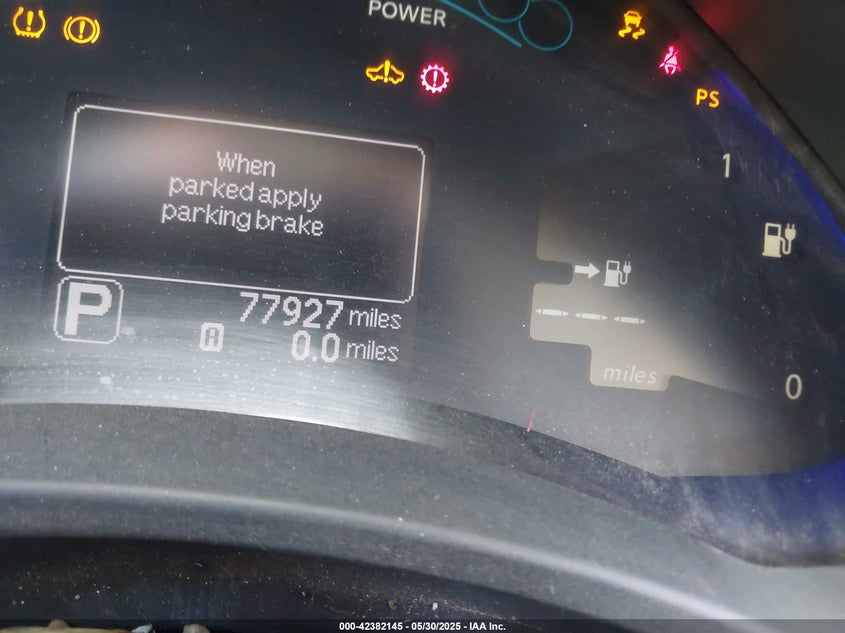 POWER
PS
When
parked apply
parking brake
1
P
77927 miles
A 0.0 miles
--- 
miles
0
000-42382145 - 05/30/2025 - IAA Inc.